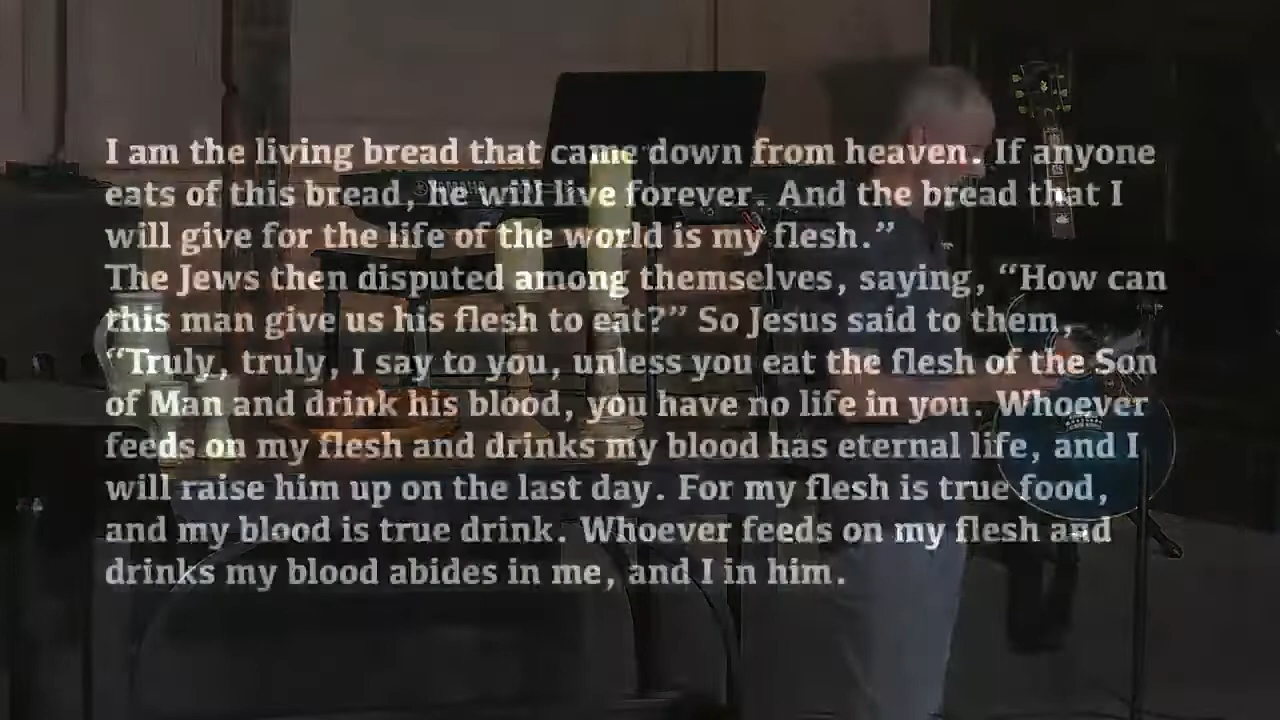 I am the living bread that came down from heaven. If anyone
eats of this bread, he will live forever. And the bread that I
will give for the life of the world is my flesh.”
The Jews then disputed among themselves, saying, “How can
this man give us his flesh to eat?” So Jesus said to them,
“Truly, truly, I say to you, unless you eat the flesh of the Son
of Man and drink his blood, you have no life in you. Whoever
feeds on my flesh and drinks my blood has eternal life, and I
will raise him up on the last day. For my flesh is true food,
and my blood is true drink. Whoever feeds on my flesh and
drinks my blood abides in me, and I in him.
YAMAHA